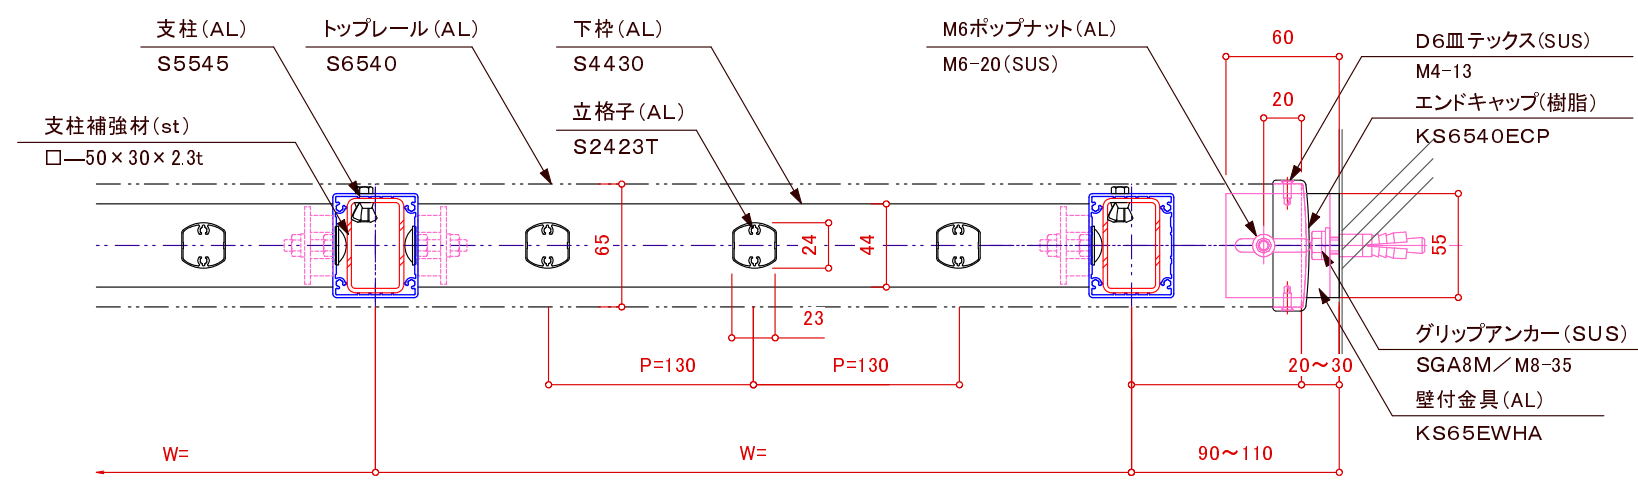 支柱(AL)
S5545
トップレール(AL)
S6540
下枠(AL)
S4430
M6ポップナット(AL)
M6-20(SUS)
60
D6皿テックス(SUS)
M4-13
立格子(AL)
S2423T
20
エンドキャップ(樹脂)
KS6540ECP
支柱補強材(st)
□―50×30×2.3t
65
24
44
55
23
グリップアンカー(SUS)
SGA8M/M8-35
P=130
P=130
20~30
壁付金具(AL)
KS65EWHA
W=
W=
90~110